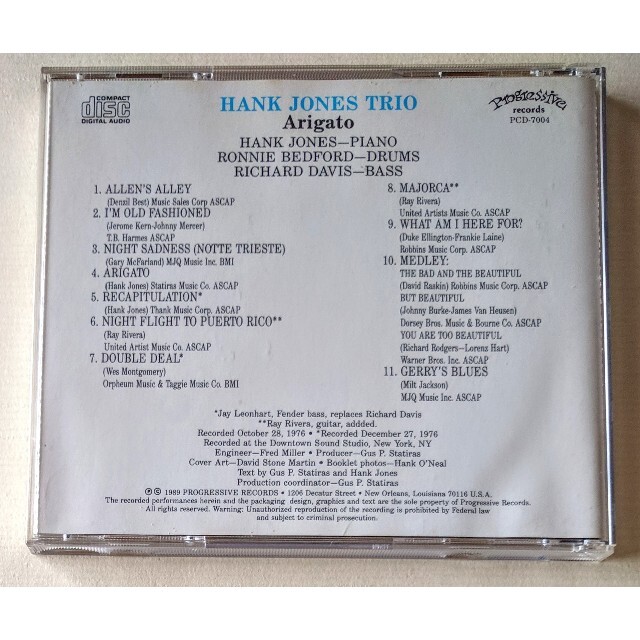 COMPACT
disc
DIGITAL AUDIO
HANK JONES TRIO
Arigato
HANK JONES—PIANO
RONNIE BEDFORD—DRUMS
RICHARD DAVIS—BASS
Progressive
records
PCD-7004
1. ALLEN'S ALLEY
(Denzil Best) Music Sales Corp ASCAP
2. I'M OLD FASHIONED
(Jerome Kern-Johnny Mercer)
T.B. Harmes ASCAP
3. NIGHT SADNESS (NOTTE TRIESTE)
(Gary McFarland) MJQ Music Inc. BMI
4. ARIGATO
(Hank Jones) Statiras Music Co. ASCAP
5. RECAPITULATION*
(Hank Jones) Thank Music Corp. ASCAP
6. NIGHT FLIGHT TO PUERTO RICO**
(Ray Rivera)
United Artist Music Co. ASCAP
7. DOUBLE DEAL*
(Wes Montgomery)
Orpheum Music & Taggie Music Co. BMI
8. MAJORCA**
(Ray Rivera)
United Artists Music Co. ASCAP
9. WHAT AM I HERE FOR?
(Duke Ellington-Frankie Laine)
Robbins Music Corp. ASCAP
10. MEDLEY:
THE BAD AND THE BEAUTIFUL
(David Raskin) Robbins Music Corp. ASCAP
BUT BEAUTIFUL
(Johnny Burke-James Van Heusen)
Dorsey Bros. Music & Bourne Co. ASCAP
YOU ARE TOO BEAUTIFUL
(Richard Rodgers—Lorenz Hart)
Warner Bros. Inc. ASCAP
11. GERRY'S BLUES
(Milt Jackson)
MJQ Music Inc. ASCAP
*Jay Leonhart, Fender bass, replaces Richard Davis
**Ray Rivera, guitar, addded.
Recorded October 28, 1976 • *Recorded December 27, 1976
Recorded at the Downtown Sound Studio, New York, NY
Engineer—Fred Miller • Producer—Gus P. Statiras
Cover Art—David Stone Martin • Booklet photos—Hank O'Neal
Text by Gus P. Statiras and Hank Jones
Production coordinator—Gus P. Statiras
℗ © 1989 PROGRESSIVE RECORDS • 1206 Decatur Street • New Orleans, Louisiana 70116 U.S.A.
The recorded performances herein and the packaging design, graphics and text are the sole property of Progressive Records.
All rights reserved. Warning: Unauthorized reproduction of the recording is prohibited by Federal law
and subject to criminal prosecution.